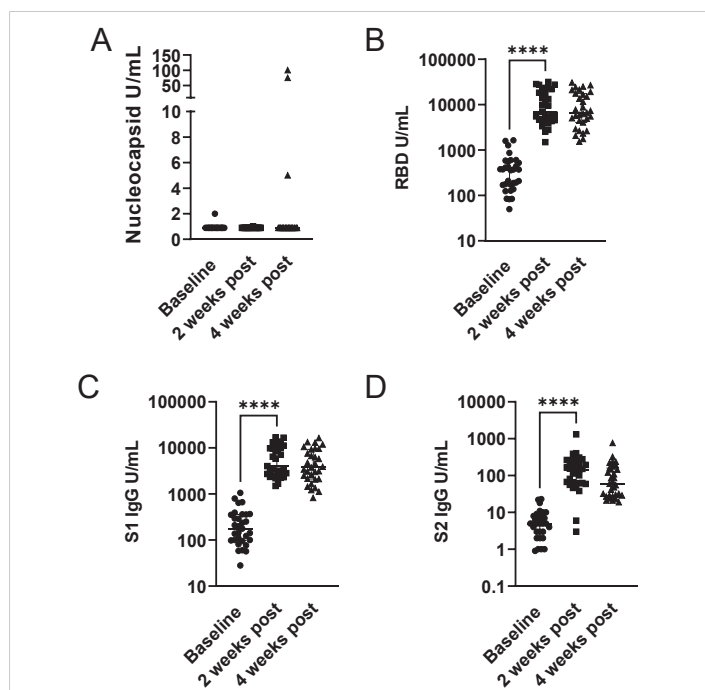 A
Nucleocapsid U/mL
150
100
50
10
8
6
4
2
0
Baseline
2 weeks post
4 weeks post
B
****
RBD U/mL
100000
10000
1000
100
10
Baseline
2 weeks post
4 weeks post
C
****
S1 IgG U/mL
100000
10000
1000
100
10
Baseline
2 weeks post
4 weeks post
D
****
S2 IgG U/mL
10000
1000
100
10
1
0.1
Baseline
2 weeks post
4 weeks post